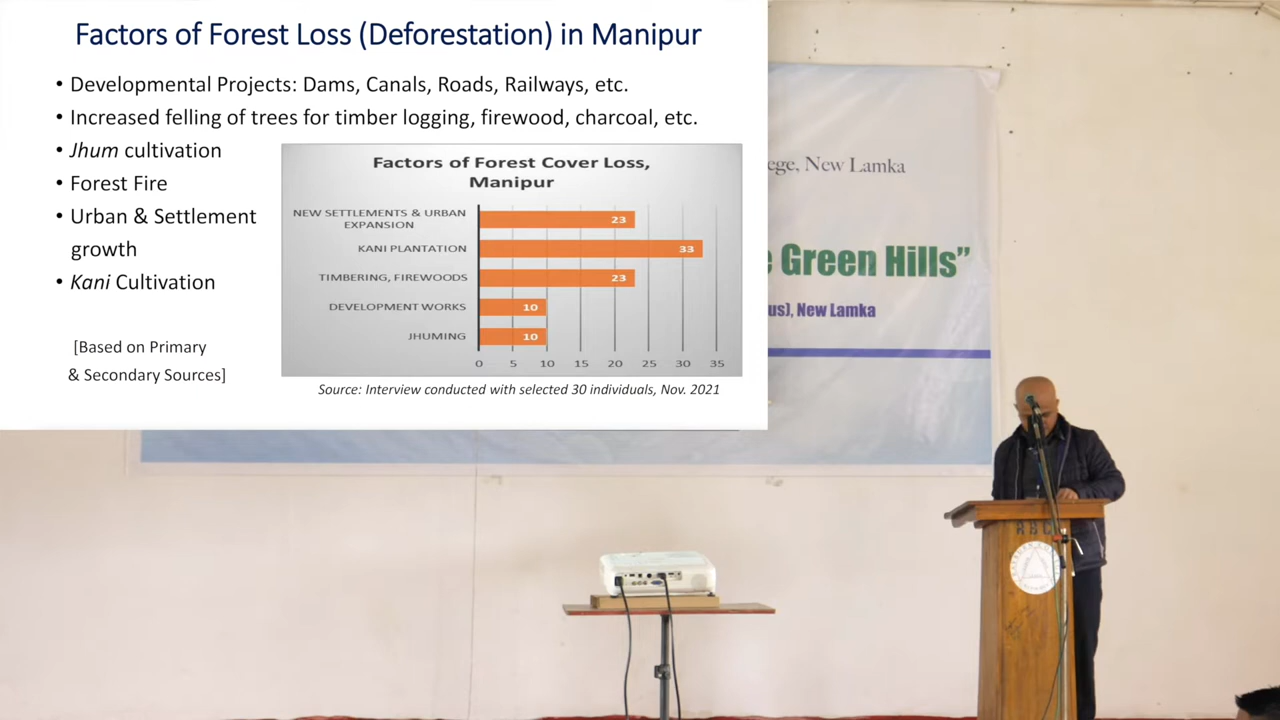 Factors of Forest Loss (Deforestation) in Manipur
• Developmental Projects: Dams, Canals, Roads, Railways, etc.
• Increased felling of trees for timber logging, firewood, charcoal, etc.
• Jhum cultivation
• Forest Fire
• Urban & Settlement
growth
• Kani Cultivation
[Based on Primary
& Secondary Sources]
Factors of Forest Cover Loss,
Manipur
NEW SETTLEMENTS & URBAN
EXPANSION
23
KANI PLANTATION
33
TIMBERING, FIREWOODS
23
DEVELOPMENT WORKS
10
JHUMING
10
0 5 10 15 20 25 30 35
Source: Interview conducted with selected 30 individuals, Nov. 2021
ege, New Lamka
Green Hills”
us), New Lamka
RBC